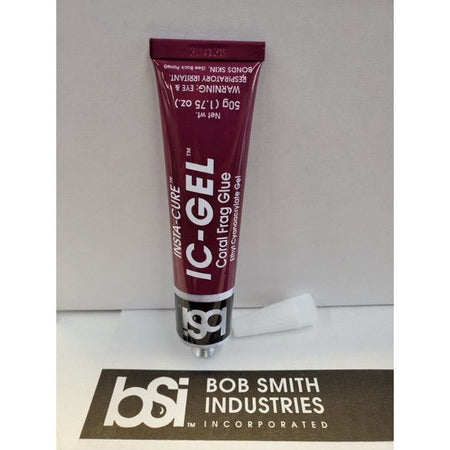 INSTA-CURE™
IC-GEL™
Coral Frag Glue
Ethyl Cyanoacrylate Gel
Net wt.
50g (1.75 oz.)
WARNING: EYE &
RESPIRATORY IRRITANT.
BONDS SKIN. (See Back Panel)
bsi
bSi™
BOB SMITH
INDUSTRIES
INCORPORATED